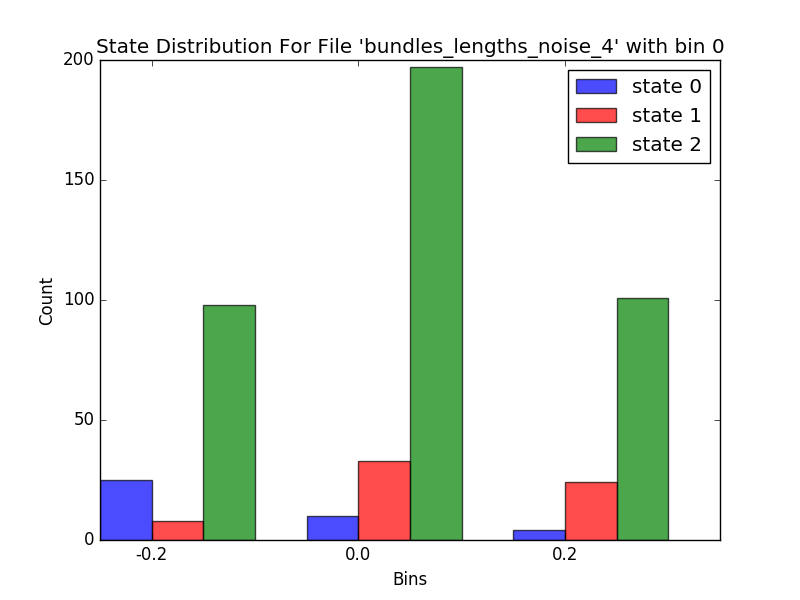 State Distribution For File 'bundles_lengths_noise_4' with bin 0
200
150
100
50
0
Count
state 0
state 1
state 2
-0.2
0.0
0.2
Bins